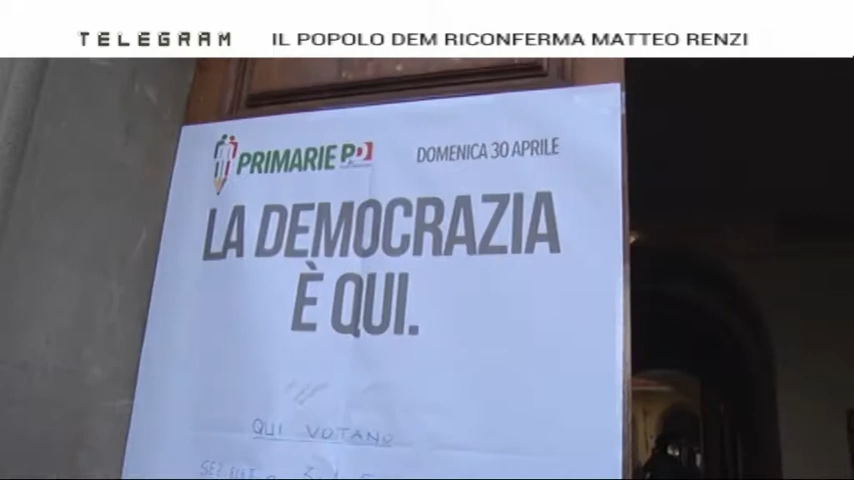 TELEGRAM IL POPOLO DEM RICONFERMA MATTEO RENZI
PRIMARIE PD DOMENICA 30 APRILE
LA DEMOCRAZIA
È QUI.
QUI VOTANO